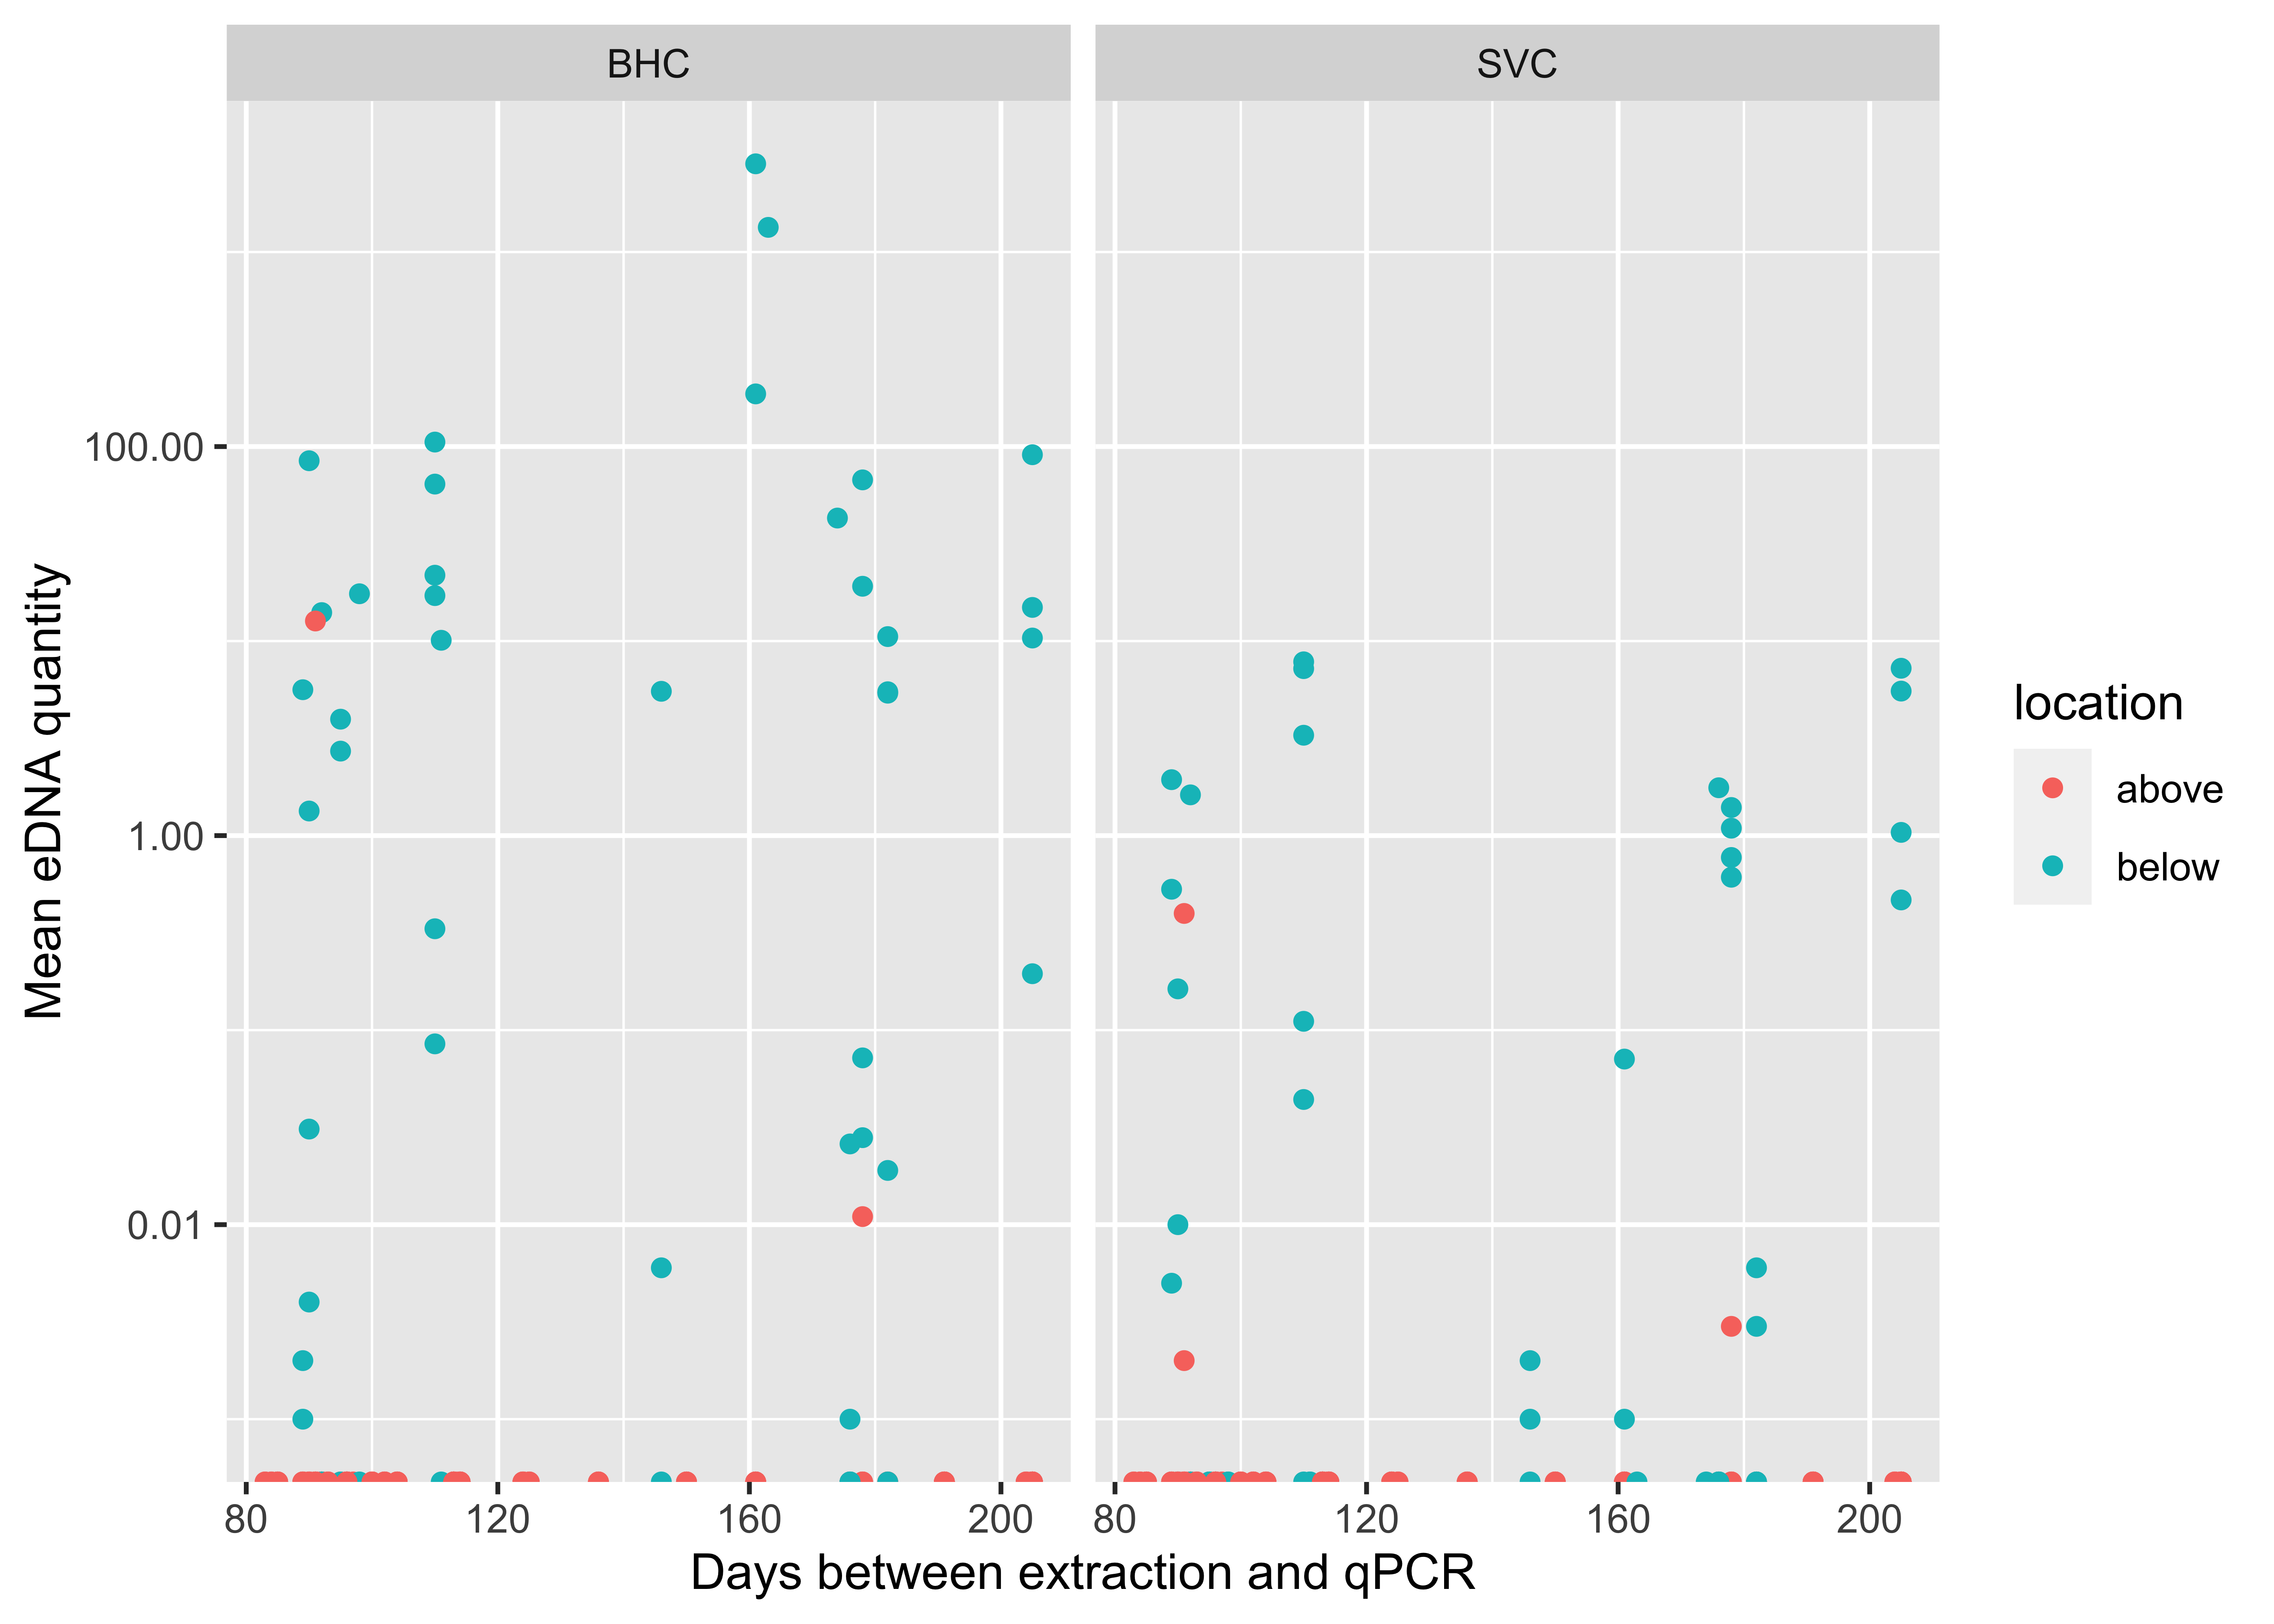 BHC
SVC
Mean eDNA quantity
100.00
1.00
0.01
80 120 160 200
80 120 160 200
Days between extraction and qPCR
location
above
below